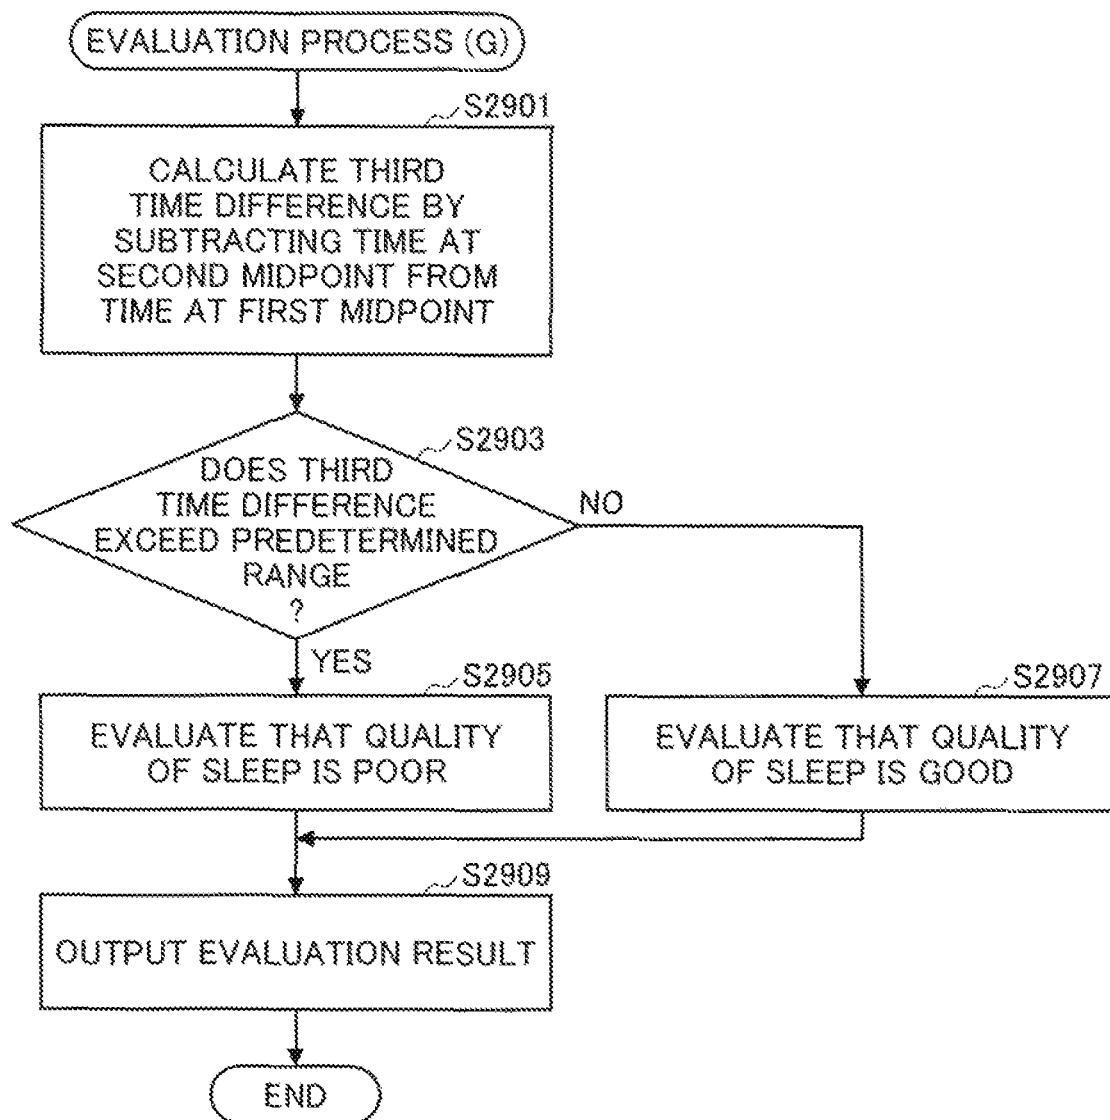 EVALUATION PROCESS (G)
S2901
CALCULATE THIRD
TIME DIFFERENCE BY
SUBTRACTING TIME AT
SECOND MIDPOINT FROM
TIME AT FIRST MIDPOINT
S2903
DOES THIRD
TIME DIFFERENCE
EXCEED PREDETERMINED
RANGE
?
NO
YES
S2905
EVALUATE THAT QUALITY
OF SLEEP IS POOR
S2907
EVALUATE THAT QUALITY
OF SLEEP IS GOOD
S2909
OUTPUT EVALUATION RESULT
END